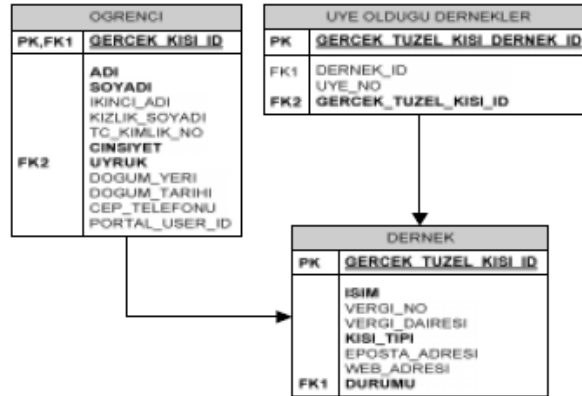 OGRENCI
PK,FK1 GERCEK_KISI_ID
ADI
SOYADI
IKINCI_ADI
KIZLIK_SOYADI
TC_KIMLIK_NO
CINSIYET
FK2 UYRUK
DOGUM_YERI
DOGUM_TARIHI
CEP_TELEFONU
PORTAL_USER_ID
UYE OLDUGU DERNEKLER
PK GERCEK_TUZEL_KISI_DERNEK_ID
FK1 DERNEK_ID
UYE_NO
FK2 GERCEK_TUZEL_KISI_ID
DERNEK
PK GERCEK_TUZEL_KISI_ID
ISIM
VERGI_NO
VERGI_DAIRESI
KISI_TIPI
EPOSTA_ADRESI
WEB_ADRESI
FK1 DURUMU